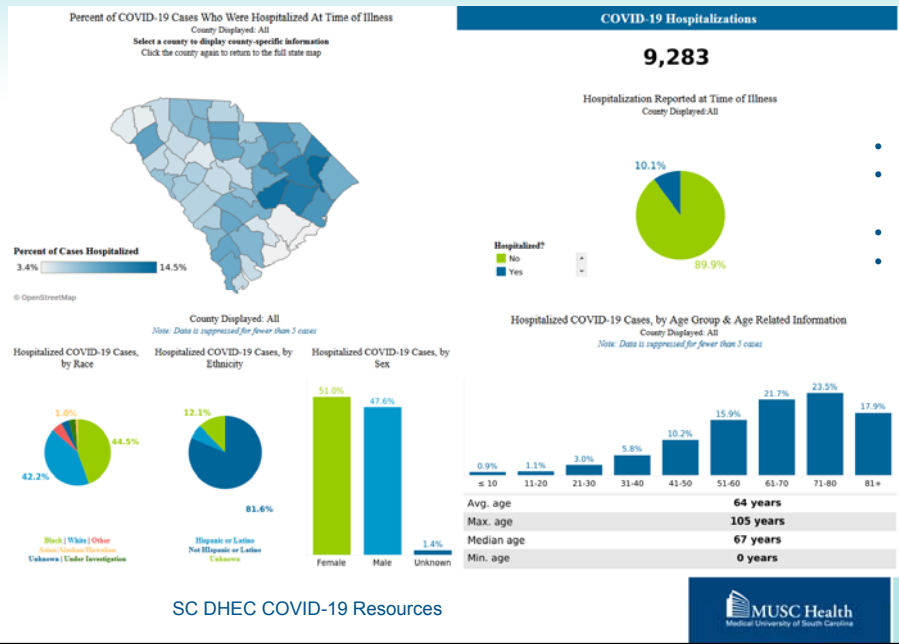 Percent of COVID-19 Cases Who Were Hospitalized At Time of Illness
County Displayed: All
Select a county to display county-specific information
Click the county again to return to the full state map
Percent of Cases Hospitalized
3.4% 14.5%
© OpenStreetMap
COVID-19 Hospitalizations
9,283
Hospitalization Reported at Time of Illness
County Displayed:All
10.1%
89.9%
Hospitalized?
No
Yes
County Displayed: All
Note: Data is suppressed for fewer than 5 cases
Hospitalized COVID-19 Cases,
by Race
1.0%
44.5%
42.2%
Black | White | Other
Asian/Alaskan/Hawaiian
Unknown | Under Investigation
Hospitalized COVID-19 Cases, by
Ethnicity
12.1%
81.6%
Hispanic or Latino
Not HIspanic or Latino
Unknown
Hospitalized COVID-19 Cases, by
Sex
51.0%
47.6%
1.4%
Female Male Unknown
Hospitalized COVID-19 Cases, by Age Group & Age Related Information
County Displayed: All
Note: Data is suppressed for fewer than 5 cases
0.9% 1.1% 3.0% 5.8% 10.2% 15.9% 21.7% 23.5% 17.9%
≤ 10 11-20 21-30 31-40 41-50 51-60 61-70 71-80 81+
Avg. age 64 years
Max. age 105 years
Median age 67 years
Min. age 0 years
SC DHEC COVID-19 Resources
MUSC Health
Medical University of South Carolina